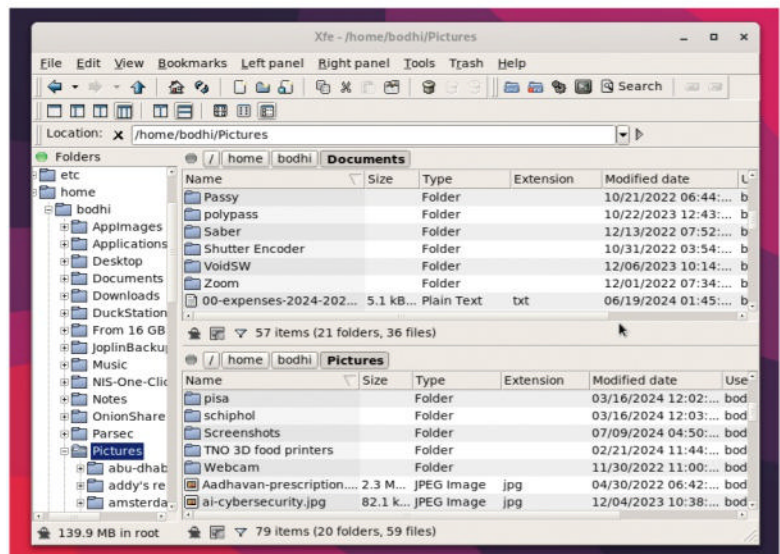 Xfe - /home/bodhi/Pictures
File Edit View Bookmarks Left panel Right panel Tools Trash Help
Search
Location: /home/bodhi/Pictures
Folders
etc
home
bodhi
AppImages
Applications
Desktop
Documents
Downloads
DuckStation
From 16 GB
JoplinBackup
Music
NIS-One-Clic
Notes
OnionShare
Parsec
Pictures
abu-dhab
addy's re
amsterda
139.9 MB in root
/ home bodhi Documents
Name Size Type Extension Modified date U
Passy Folder 10/21/2022 06:44:... b
polypass Folder 10/22/2023 12:43:... b
Saber Folder 12/13/2022 07:52:... b
Shutter Encoder Folder 10/31/2022 03:54:... b
VoidSW Folder 12/06/2023 10:14:... b
Zoom Folder 12/01/2022 07:34:... b
00-expenses-2024-202... 5.1 kB... Plain Text txt 06/19/2024 01:45:... b
57 items (21 folders, 36 files)
/ home bodhi Pictures
Name Size Type Extension Modified date Use
pisa Folder 03/16/2024 12:02:... bod
schiphol Folder 03/16/2024 12:03:... bod
Screenshots Folder 07/09/2024 04:50:... bod
TNO 3D food printers Folder 02/21/2024 11:44:... bod
Webcam Folder 11/30/2022 11:00:... bod
Aadhavan-prescription.... 2.3 M... JPEG Image jpg 04/30/2022 06:42:... bod
ai-cybersecurity.jpg 82.1 k... JPEG Image jpg 12/04/2023 10:38:... bod
79 items (20 folders, 59 files)